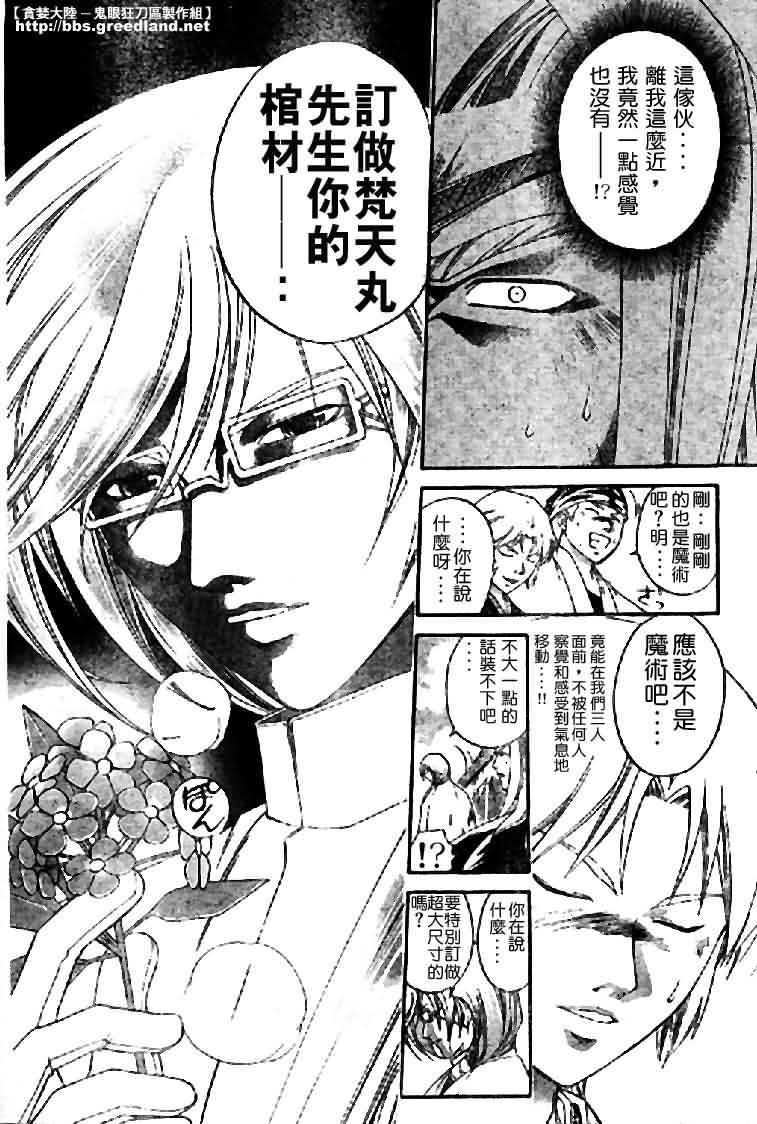 【貪婪大陸－鬼眼狂刀區製作組】
http://bbs.greedland.net
這傢伙‥‥
離我這麼近，
我竟然一點感覺
也沒有——!?
剛‥剛剛
的也是魔術
吧？明‥‥
‥‥你在說
什麼呀‥‥
さっ
應該不是
魔術吧‥‥
竟能在我們三人
面前，不被任何人
察覺和感受到氣息地
移動‥‥!!
不大一點的
話裝不下吧
‥‥
!?
你在說
什麼‥‥
要特別訂做
超大尺寸的
嗎？
訂做梵天丸
先生你的
棺材——‥
ぽん